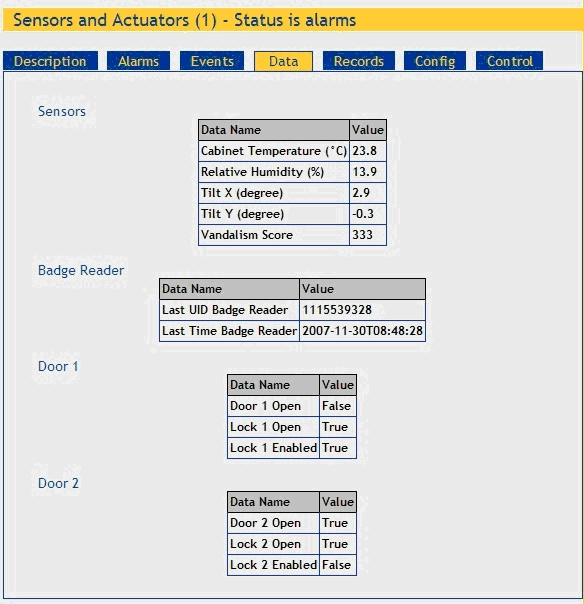 Sensors and Actuators (1) - Status is alarms
Description Alarms Events Data Records Config Control
Sensors
Data Name Value
Cabinet Temperature (°C) 23.8
Relative Humidity (%) 13.9
Tilt X (degree) 2.9
Tilt Y (degree) -0.3
Vandalism Score 333
Badge Reader
Data Name Value
Last UID Badge Reader 1115539328
Last Time Badge Reader 2007-11-30T08:48:28
Door 1
Data Name Value
Door 1 Open False
Lock 1 Open True
Lock 1 Enabled True
Door 2
Data Name Value
Door 2 Open True
Lock 2 Open True
Lock 2 Enabled False